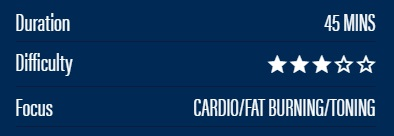 Duration 45 MINS
Difficulty ★★★☆☆
Focus CARDIO/FAT BURNING/TONING